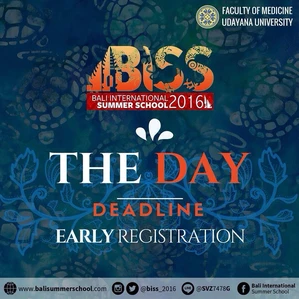 FACULTY OF MEDICINE
UDAYANA UNIVERSITY
BISS
BALI INTERNATIONAL
SUMMER SCHOOL 2016
THE DAY
DEADLINE
EARLY REGISTRATION
www.balisummerschool.com
@biss_2016
@SVZ7478G
Bali International
Summer School